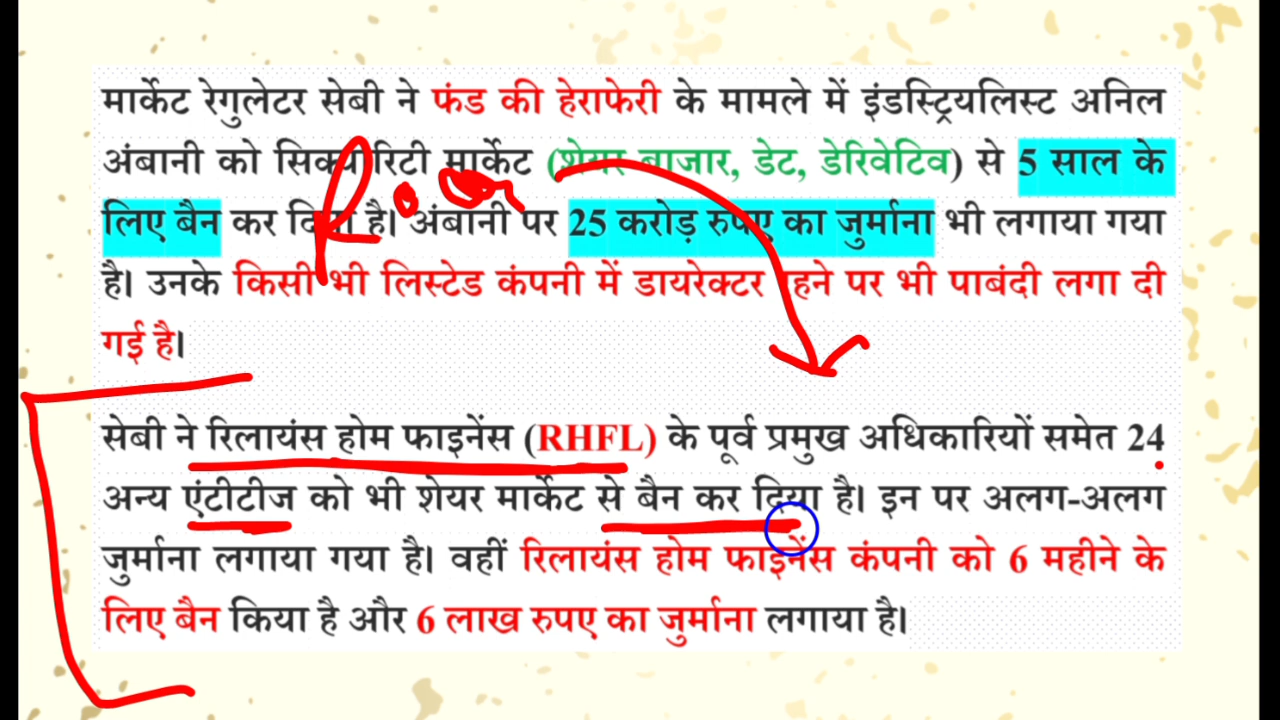 मार्केट रेगुलेटर सेबी ने फंड की हेराफेरी के मामले में इंडस्ट्रियलिस्ट अनिल
अंबानी को सिक्योरिटी मार्केट (शेयर बाजार, डेट, डेरिवेटिव) से 5 साल के
लिए बैन कर दिया है। अंबानी पर 25 करोड़ रुपए का जुर्माना भी लगाया गया
है। उनके किसी भी लिस्टेड कंपनी में डायरेक्टर रहने पर भी पाबंदी लगा दी
गई है।
सेबी ने रिलायंस होम फाइनेंस (RHFL) के पूर्व प्रमुख अधिकारियों समेत 24
अन्य एंटीटीज को भी शेयर मार्केट से बैन कर दिया है। इन पर अलग-अलग
जुर्माना लगाया गया है। वहीं रिलायंस होम फाइनेंस कंपनी को 6 महीने के
लिए बैन किया है और 6 लाख रुपए का जुर्माना लगाया है।